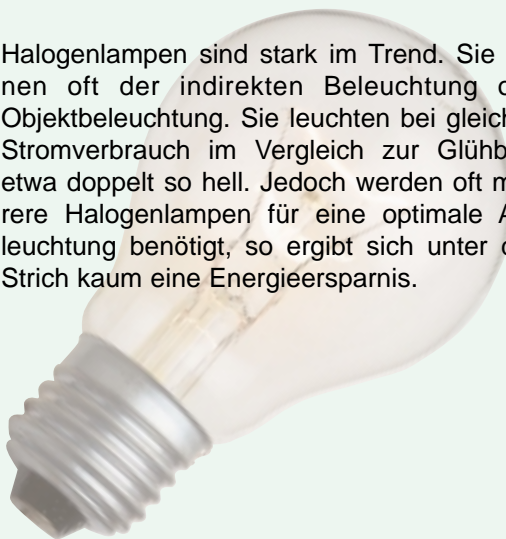 Halogenlampen sind stark im Trend. Sie
nen oft der indirekten Beleuchtung o
Objektbeleuchtung. Sie leuchten bei gleich
Stromverbrauch im Vergleich zur Glühb
etwa doppelt so hell. Jedoch werden oft m
rere Halogenlampen für eine optimale A
leuchtung benötigt, so ergibt sich unter d
Strich kaum eine Energieersparnis.